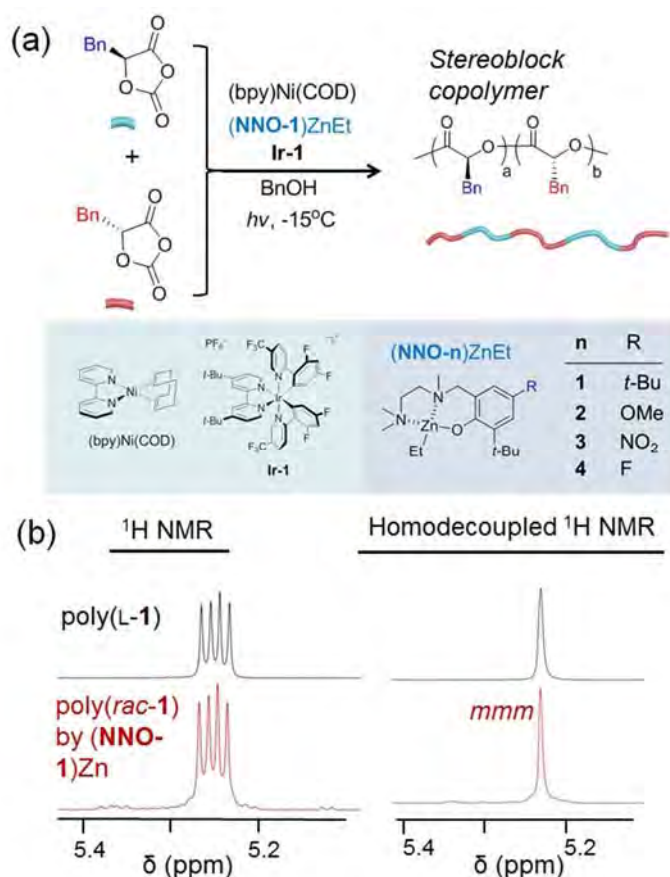 (a)
Bn
O
O
O
O
+
Bn
O
O
O
O
(bpy)Ni(COD)
(NNO-1)ZnEt
Ir-1
BnOH
hv, -15°C
Stereoblock
copolymer
O
O
O
O
a
b
Bn
Bn
N
Ni
N
(bpy)Ni(COD)
PF₆⁻
F₃C
F
F
t-Bu
N
N
Ir
N
N
t-Bu
F₃C
F
F
Ir-1
(NNO-n)ZnEt
N
R
N
Zn
O
Et
t-Bu
n R
1 t-Bu
2 OMe
3 NO₂
4 F
(b)
¹H NMR
Homodecoupled ¹H NMR
poly(L-1)
poly(rac-1)
by (NNO-
1)Zn
mmm
5.4 5.2
δ (ppm)
5.4 5.2
δ (ppm)